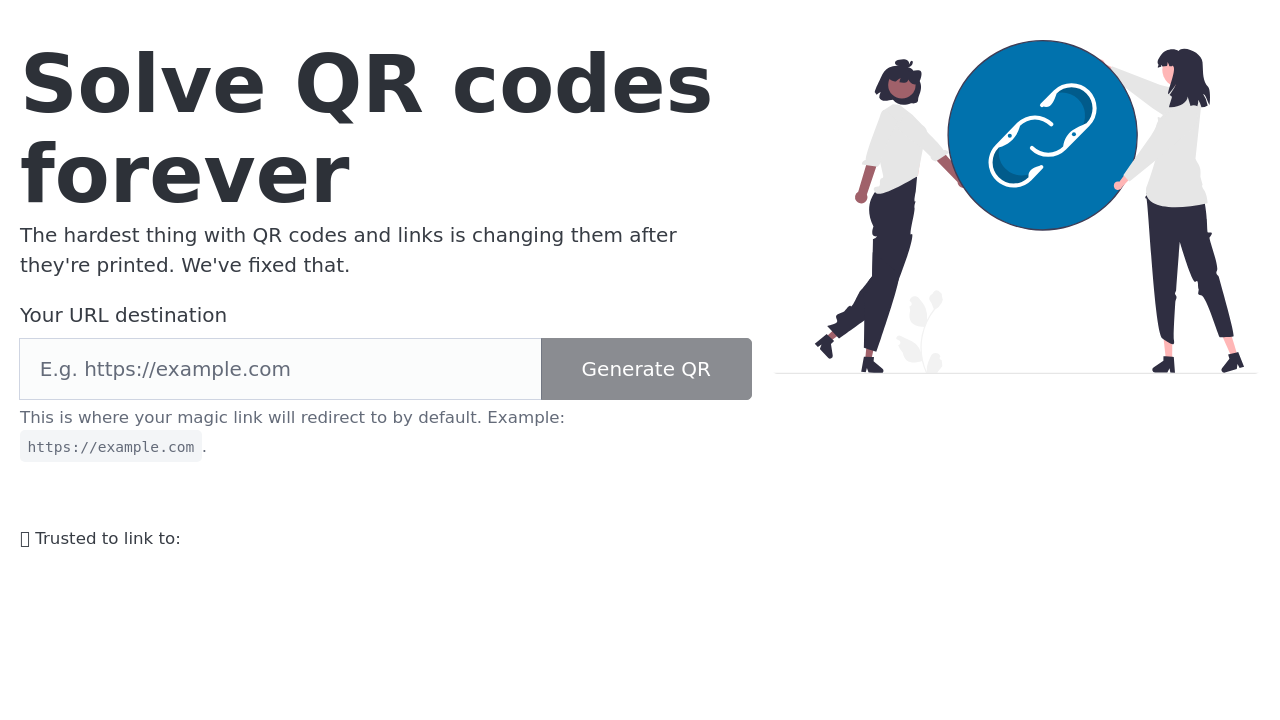 Solve QR codes
forever
The hardest thing with QR codes and links is changing them after
they're printed. We've fixed that.
Your URL destination
E.g. https://example.com
Generate QR
This is where your magic link will redirect to by default. Example:
https://example.com.
Trusted to link to: